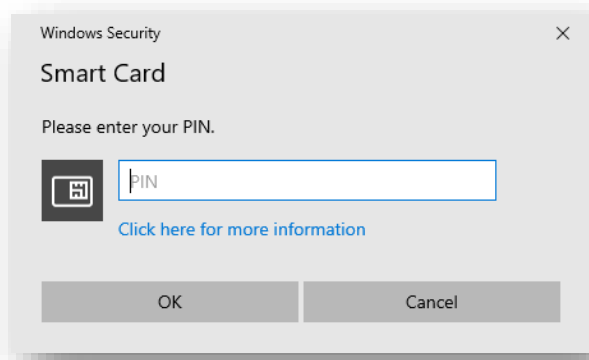 Windows Security
Smart Card
Please enter your PIN.
PIN
Click here for more information
OK
Cancel